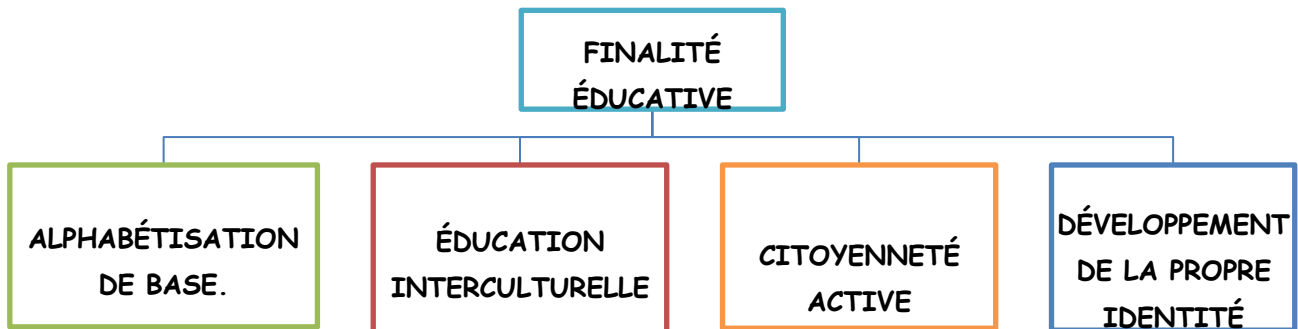 FINALITÉ
ÉDUCATIVE
ALPHABÉTISATION
DE BASE.
ÉDUCATION
INTERCULTURELLE
CITOYENNETÉ
ACTIVE
DÉVELOPPEMENT
DE LA PROPRE
IDENTITÉ